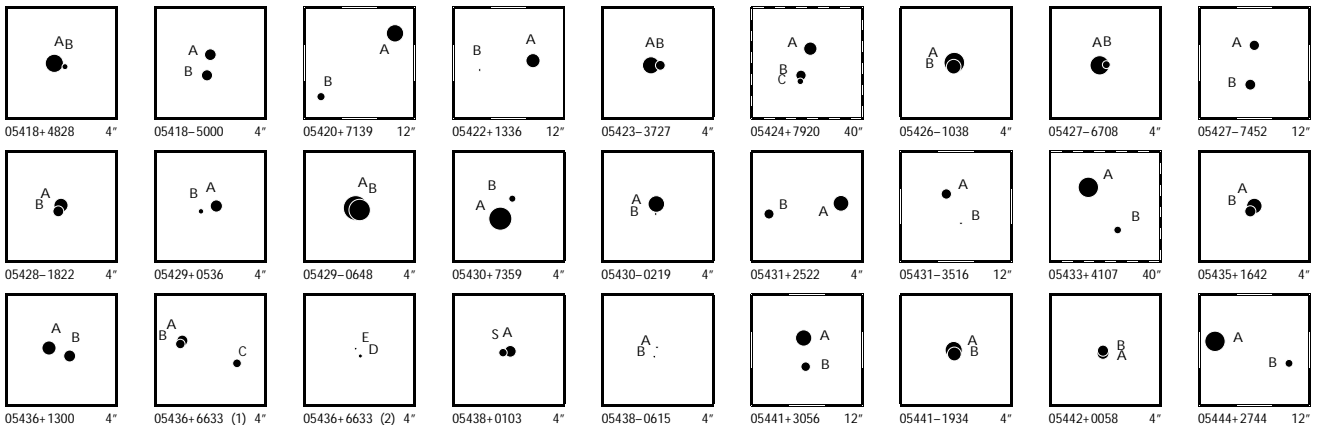 A B A A A A A A B A
B B B B B
C
05418+4828 4″ 05418−5000 4″ 05420+7139 12″ 05422+1336 12″ 05423−3727 4″ 05424+7920 40″ 05426−1038 4″ 05427−6708 4″ 05427−7452 12″
A B A A B B A A B A A A A
B B A B B B B
05428−1822 4″ 05429+0536 4″ 05429−0648 4″ 05430+7359 4″ 05430−0219 4″ 05431+2522 4″ 05431−3516 12″ 05433+4107 40″ 05435+1642 4″
A B A E S A A A A B A
B C D B B B A B
05436+1300 4″ 05436+6633 (1) 4″ 05436+6633 (2) 4″ 05438+0103 4″ 05438−0615 4″ 05441+3056 12″ 05441−1934 4″ 05442+0058 4″ 05444+2744 12″